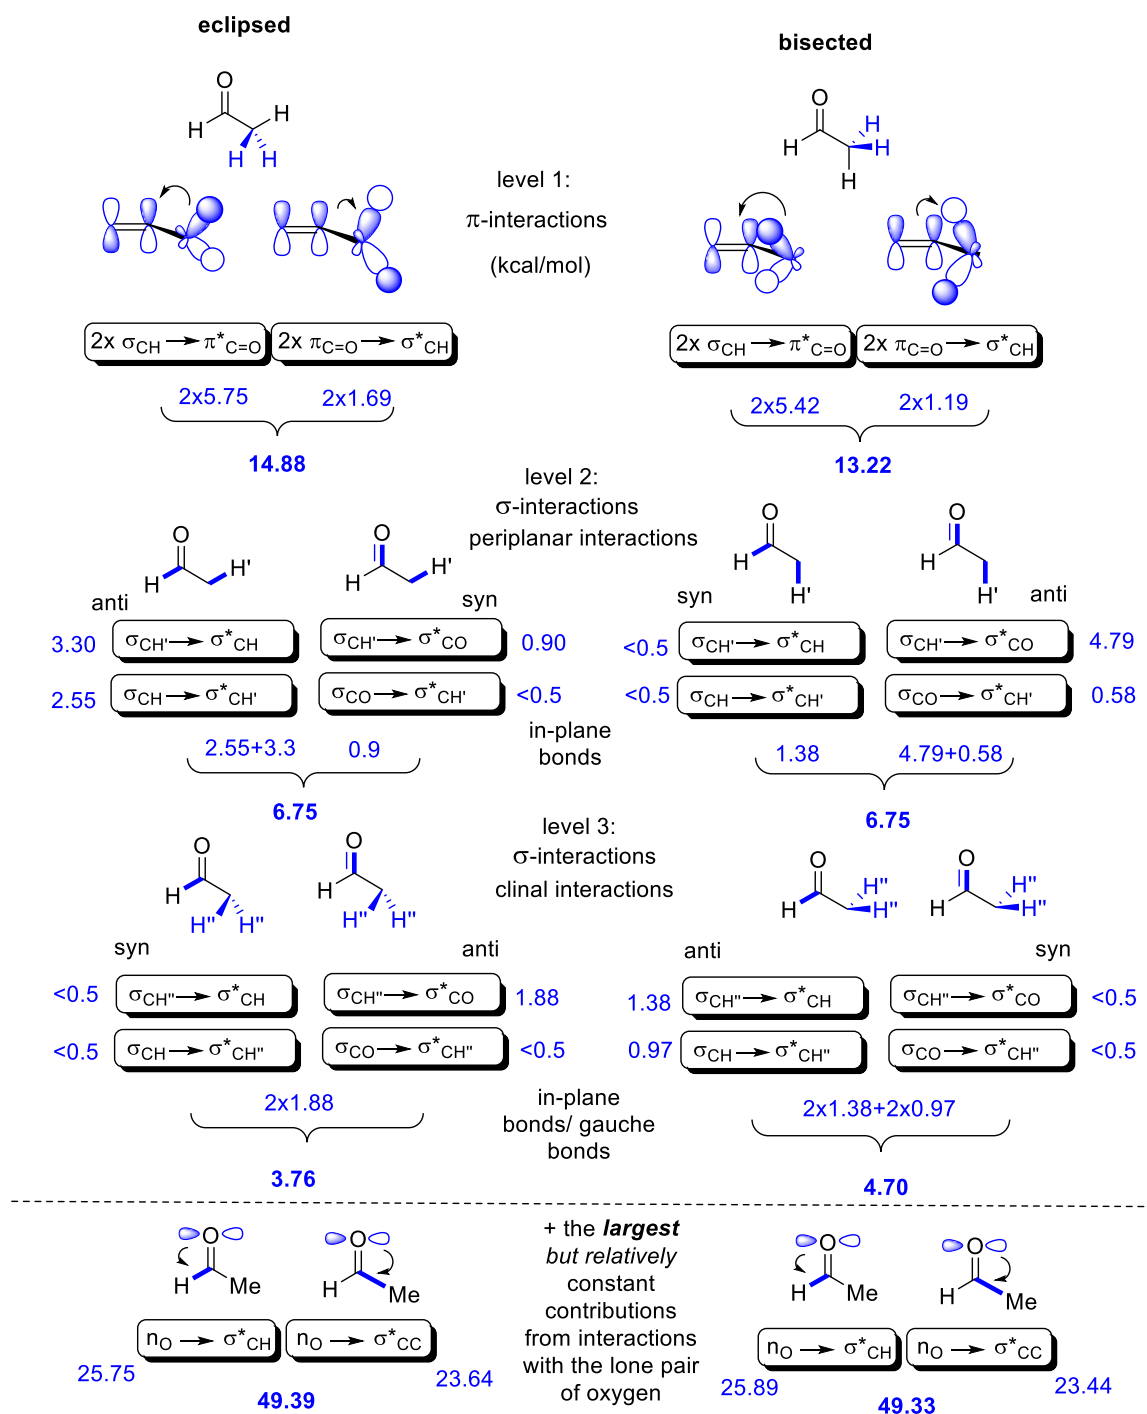 eclipsed
bisected
O
H
H
H H
O
H
H
H
H
level 1:
π-interactions
(kcal/mol)
2x σCH → π*C=O
2x πC=O → σ*CH
2x σCH → π*C=O
2x πC=O → σ*CH
2x5.75
2x1.69
2x5.42
2x1.19
14.88
13.22
level 2:
σ-interactions
periplanar interactions
O
H
H'
O
H
H'
O
H
H'
O
H
H'
anti
syn
syn
anti
3.30
σCH' → σ*CH
σCH' → σ*CO
0.90
<0.5
σCH' → σ*CH
σCH' → σ*CO
4.79
2.55
σCH → σ*CH'
σCO → σ*CH'
<0.5
<0.5
σCH → σ*CH'
σCO → σ*CH'
0.58
in-plane
bonds
2.55+3.3
0.9
1.38
4.79+0.58
6.75
6.75
level 3:
σ-interactions
clinal interactions
O
H
H" H"
O
H
H" H"
O
H
H"
H"
O
H
H"
H"
syn
anti
anti
syn
<0.5
σCH" → σ*CH
σCH" → σ*CO
1.88
1.38
σCH" → σ*CH
σCH" → σ*CO
<0.5
<0.5
σCH → σ*CH"
σCO → σ*CH"
<0.5
0.97
σCH → σ*CH"
σCO → σ*CH"
<0.5
in-plane
bonds/ gauche
bonds
2x1.88
2x1.38+2x0.97
3.76
4.70
O
H
Me
O
H
Me
+ the largest
but relatively
constant
contributions
from interactions
with the lone pair
of oxygen
O
H
Me
O
H
Me
nO → σ*CH
nO → σ*CC
nO → σ*CH
nO → σ*CC
25.75
23.64
25.89
23.44
49.39
49.33